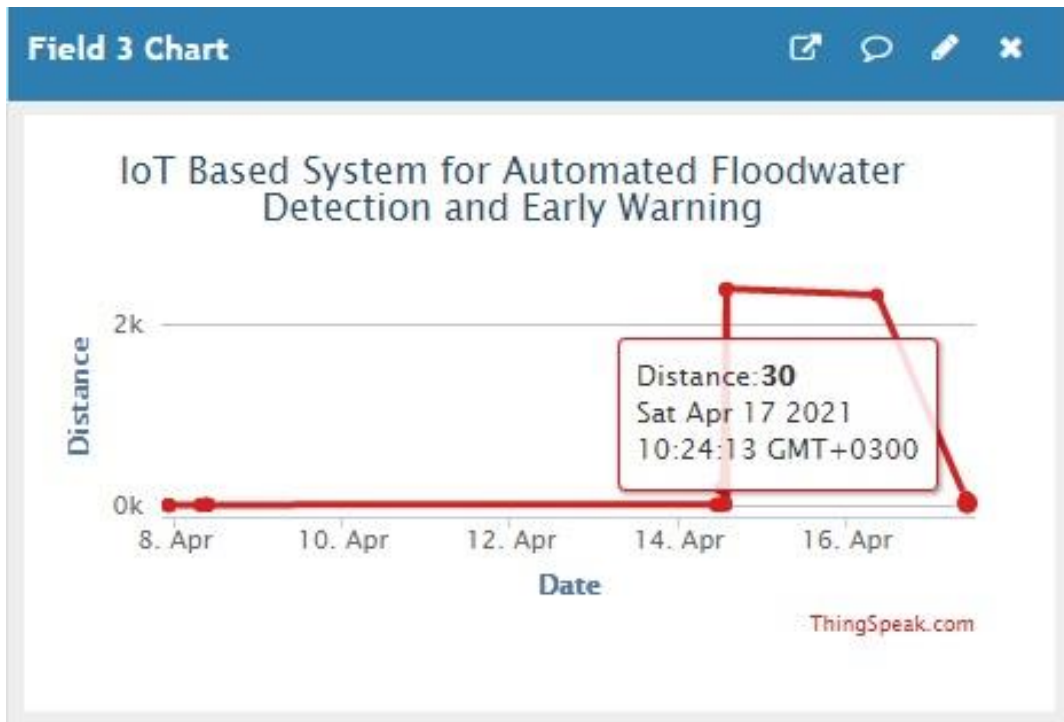 Field 3 Chart
IoT Based System for Automated Floodwater
Detection and Early Warning
2k
Distance
Distance:30
Sat Apr 17 2021
10:24:13 GMT+0300
0k
8. Apr 10. Apr 12. Apr 14. Apr 16. Apr
Date
ThingSpeak.com